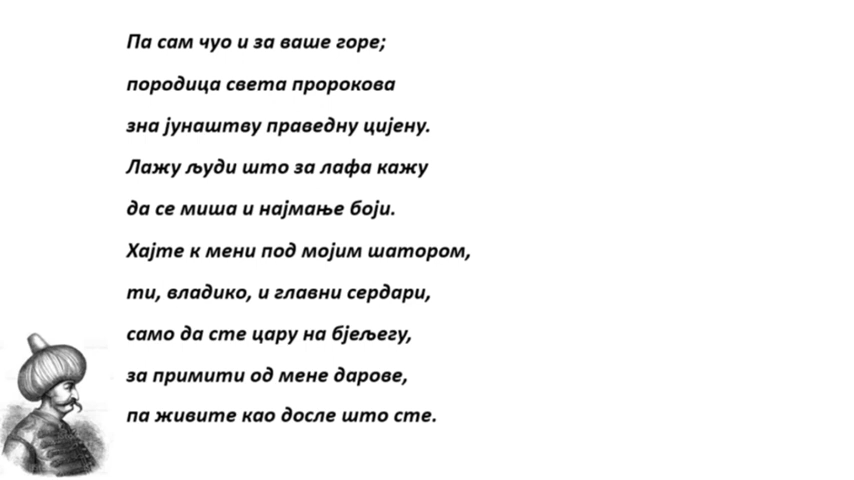 Па сам чуо и за ваше горе;
породица света пророкова
зна јунаштву праведну цијену.
Лажу људи што за лафа кажу
да се миша и најмање боји.
Хајте к мени под мојим шатором,
ти, владико, и главни сердари,
само да сте цару на бјељегу,
за примити од мене дарове,
па живите као досле што сте.